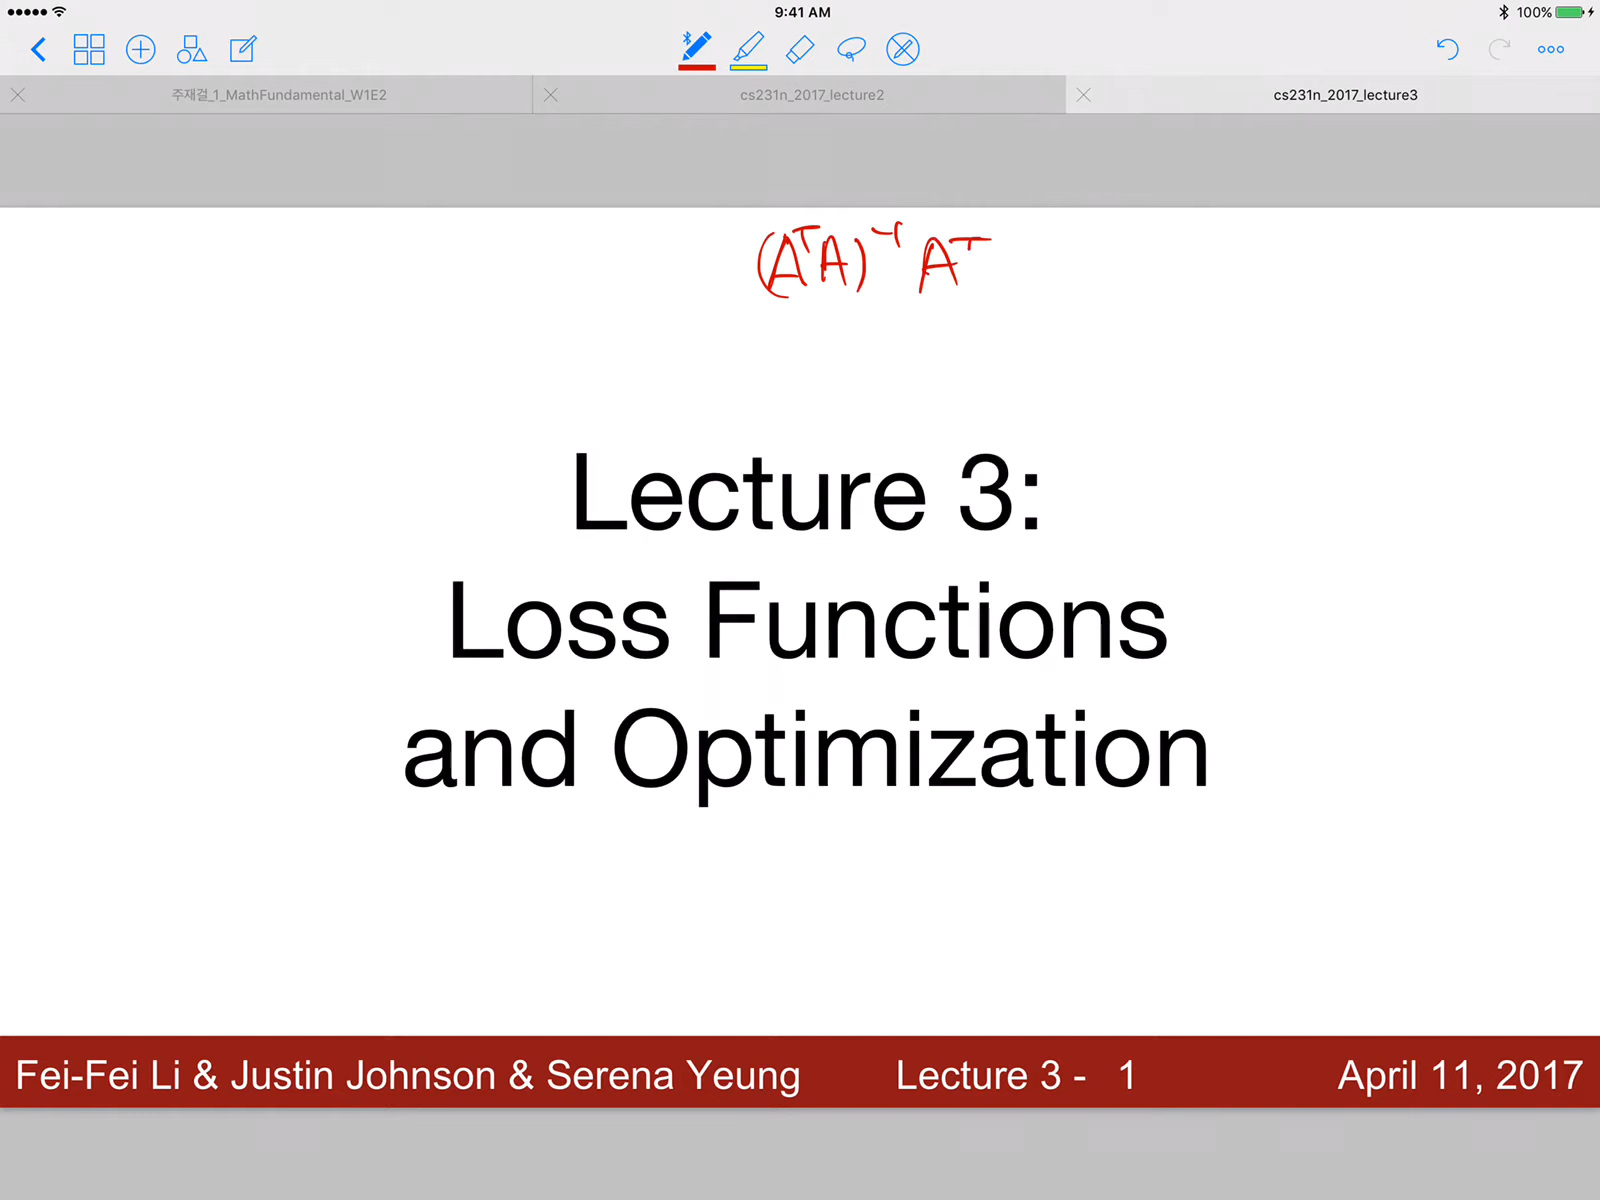 9:41 AM
100%
주재걸_1_MathFundamental_W1E2
cs231n_2017_lecture2
cs231n_2017_lecture3
(AᵀA)⁻¹ Aᵀ
Lecture 3:
Loss Functions
and Optimization
Fei-Fei Li & Justin Johnson & Serena Yeung Lecture 3 - 1 April 11, 2017